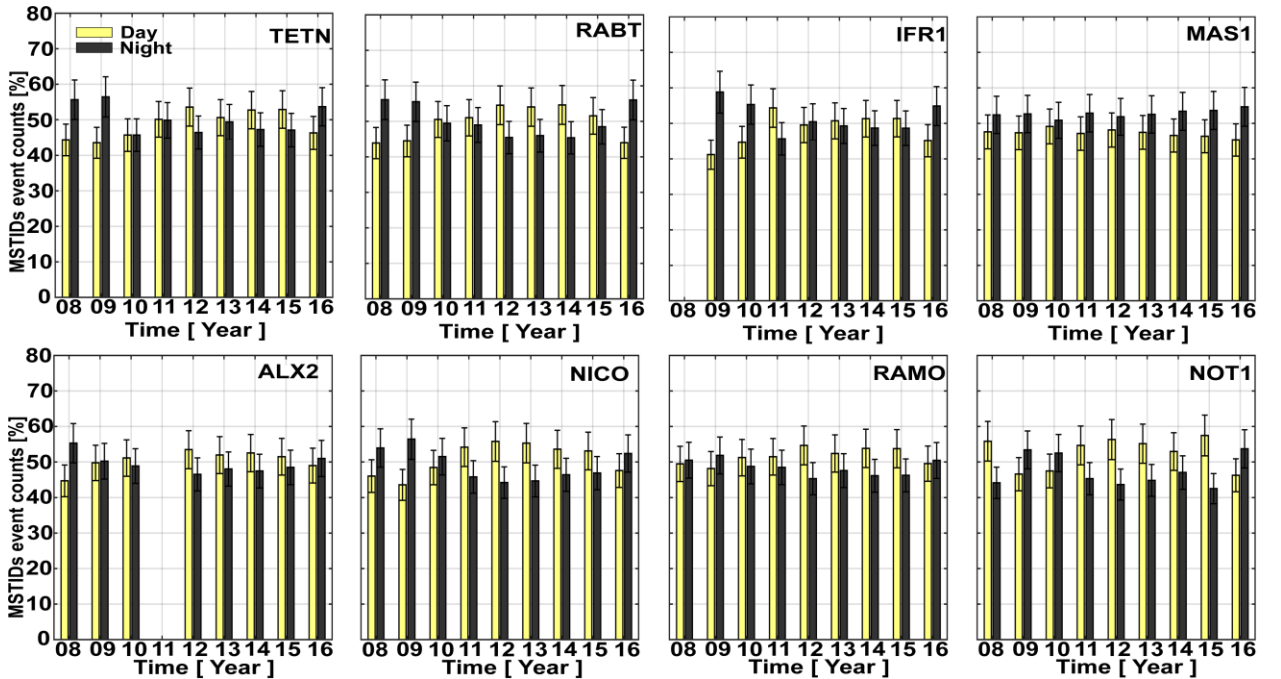 MSTIDs event counts [%]
80
70
60
50
40
30
20
10
0
Day
Night
TETN
08 09 10 11 12 13 14 15 16
Time [ Year ]
RABT
08 09 10 11 12 13 14 15 16
Time [ Year ]
IFR1
08 09 10 11 12 13 14 15 16
Time [ Year ]
MAS1
08 09 10 11 12 13 14 15 16
Time [ Year ]
MSTIDs event counts [%]
80
70
60
50
40
30
20
10
0
ALX2
08 09 10 11 12 13 14 15 16
Time [ Year ]
NICO
08 09 10 11 12 13 14 15 16
Time [ Year ]
RAMO
08 09 10 11 12 13 14 15 16
Time [ Year ]
NOT1
08 09 10 11 12 13 14 15 16
Time [ Year ]